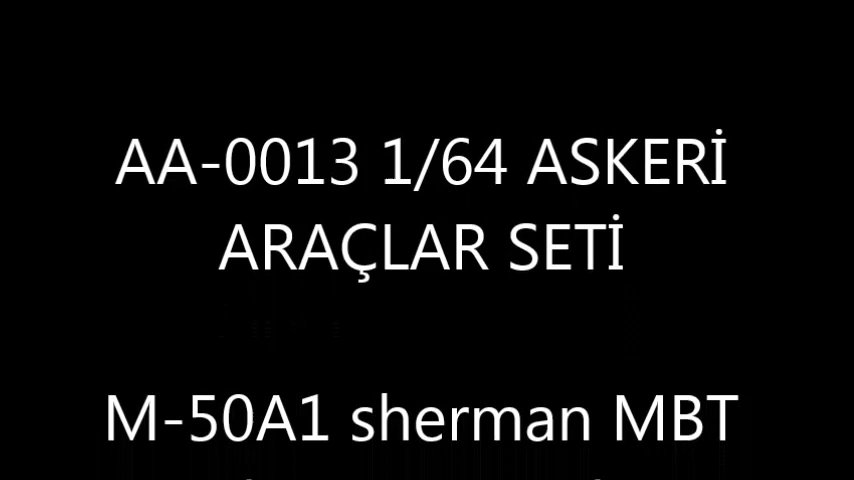 AA-0013 1/64 ASKERİ
ARAÇLAR SETİ
M-50A1 sherman MBT